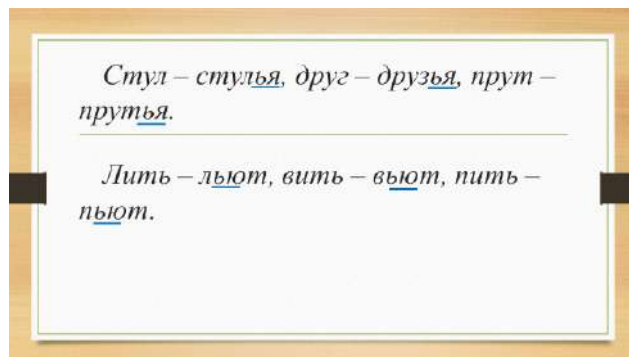 Стул – стулья, друг – друзья, прут –
прутья.
Лить – льют, вить – вьют, пить –
пьют.